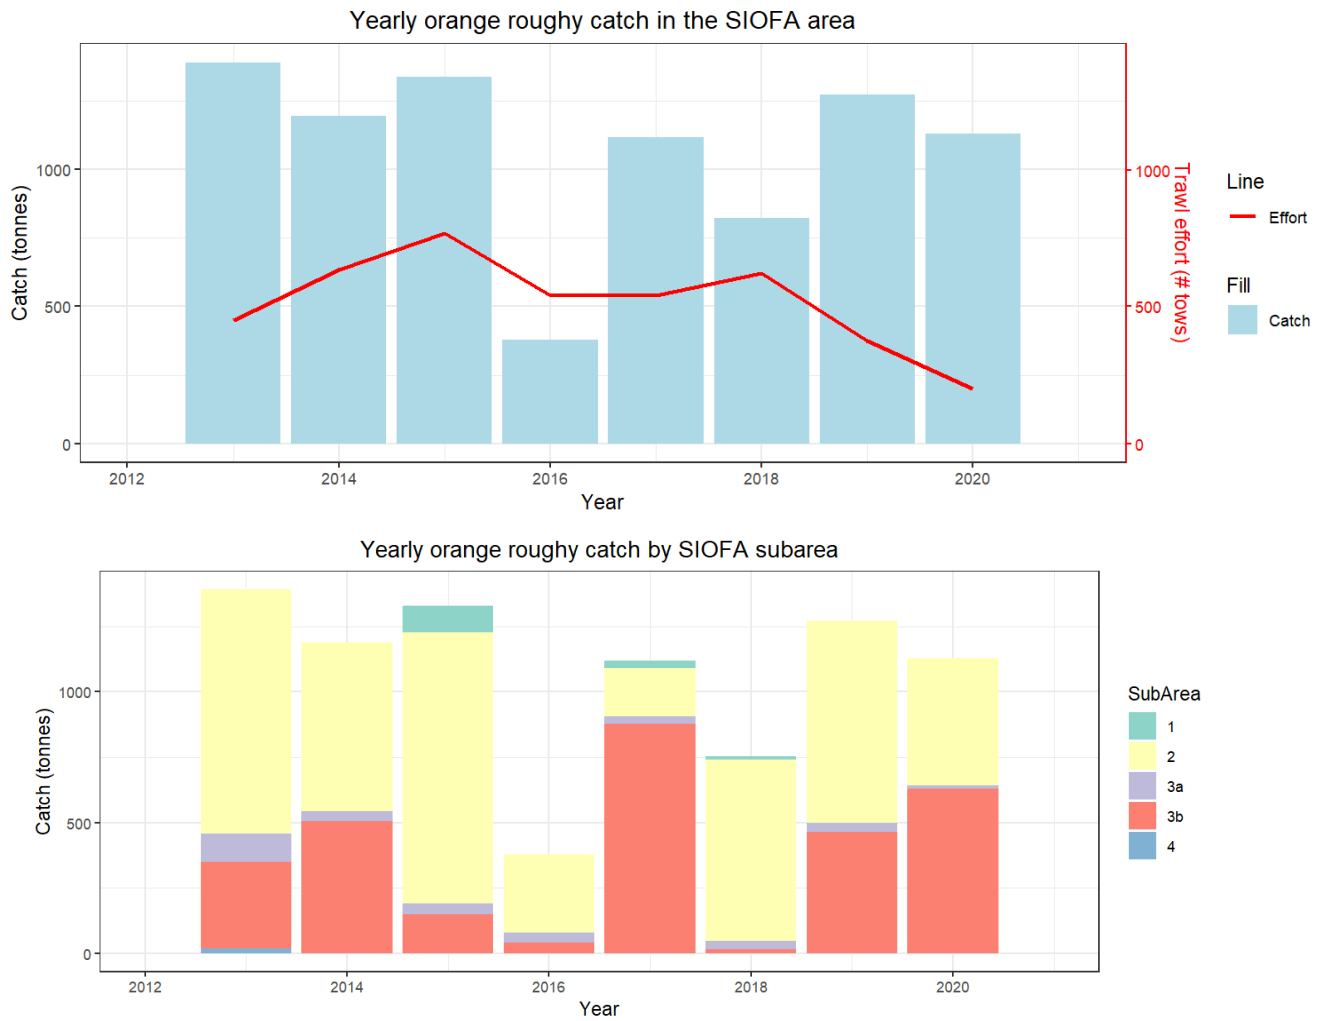 Yearly orange roughy catch in the SIOFA area
Catch (tonnes)
1000
500
0
1000
500
0
Trawl effort (# tows)
2012 2014 2016 2018 2020
Year
Line
Effort
Fill
Catch
Yearly orange roughy catch by SIOFA subarea
Catch (tonnes)
1000
500
0
2012 2014 2016 2018 2020
Year
SubArea
1
2
3a
3b
4